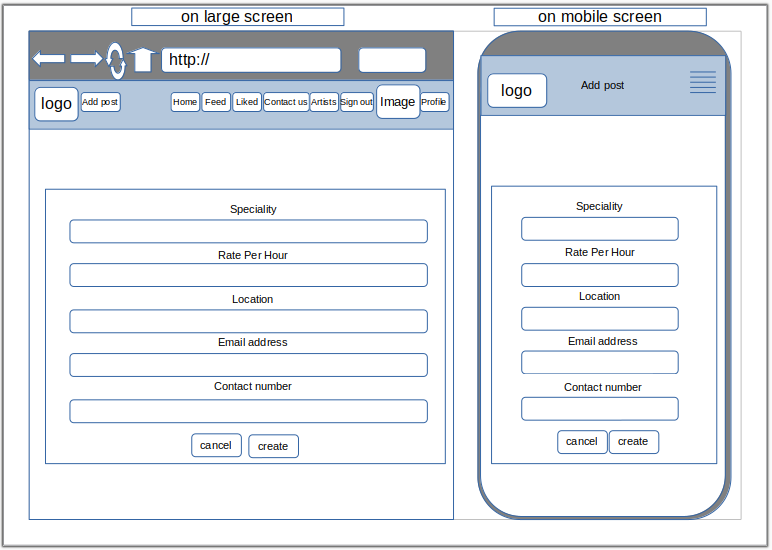 on large screen
http://
logo
Add post
Home
Feed
Liked
Contact us
Artists
Sign out
Image
Profile
Speciality
Rate Per Hour
Location
Email address
Contact number
cancel
create
on mobile screen
logo
Add post
Speciality
Rate Per Hour
Location
Email address
Contact number
cancel
create